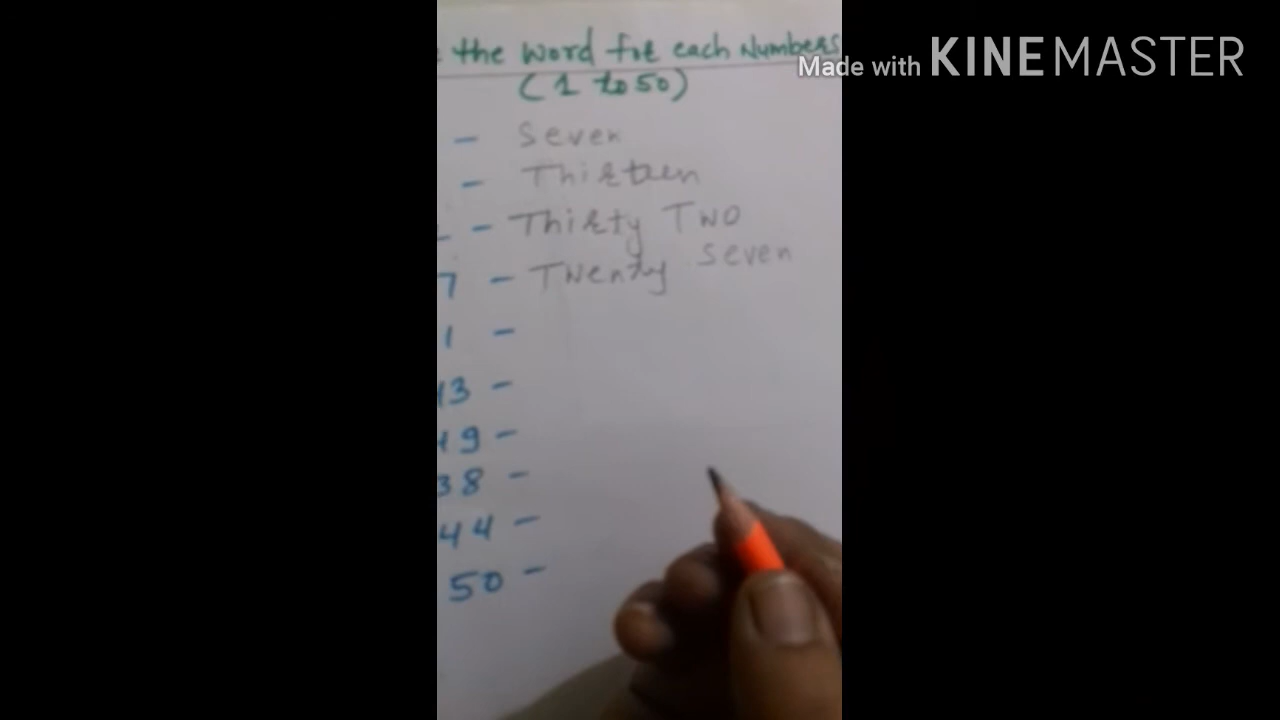 the word for each Numbers
Made with KINEMASTER
(1 to 50)
- Seven
- Thirteen
- Thirty Two
7 - Twenty Seven
1 -
13 -
19 -
38 -
44 -
50 -